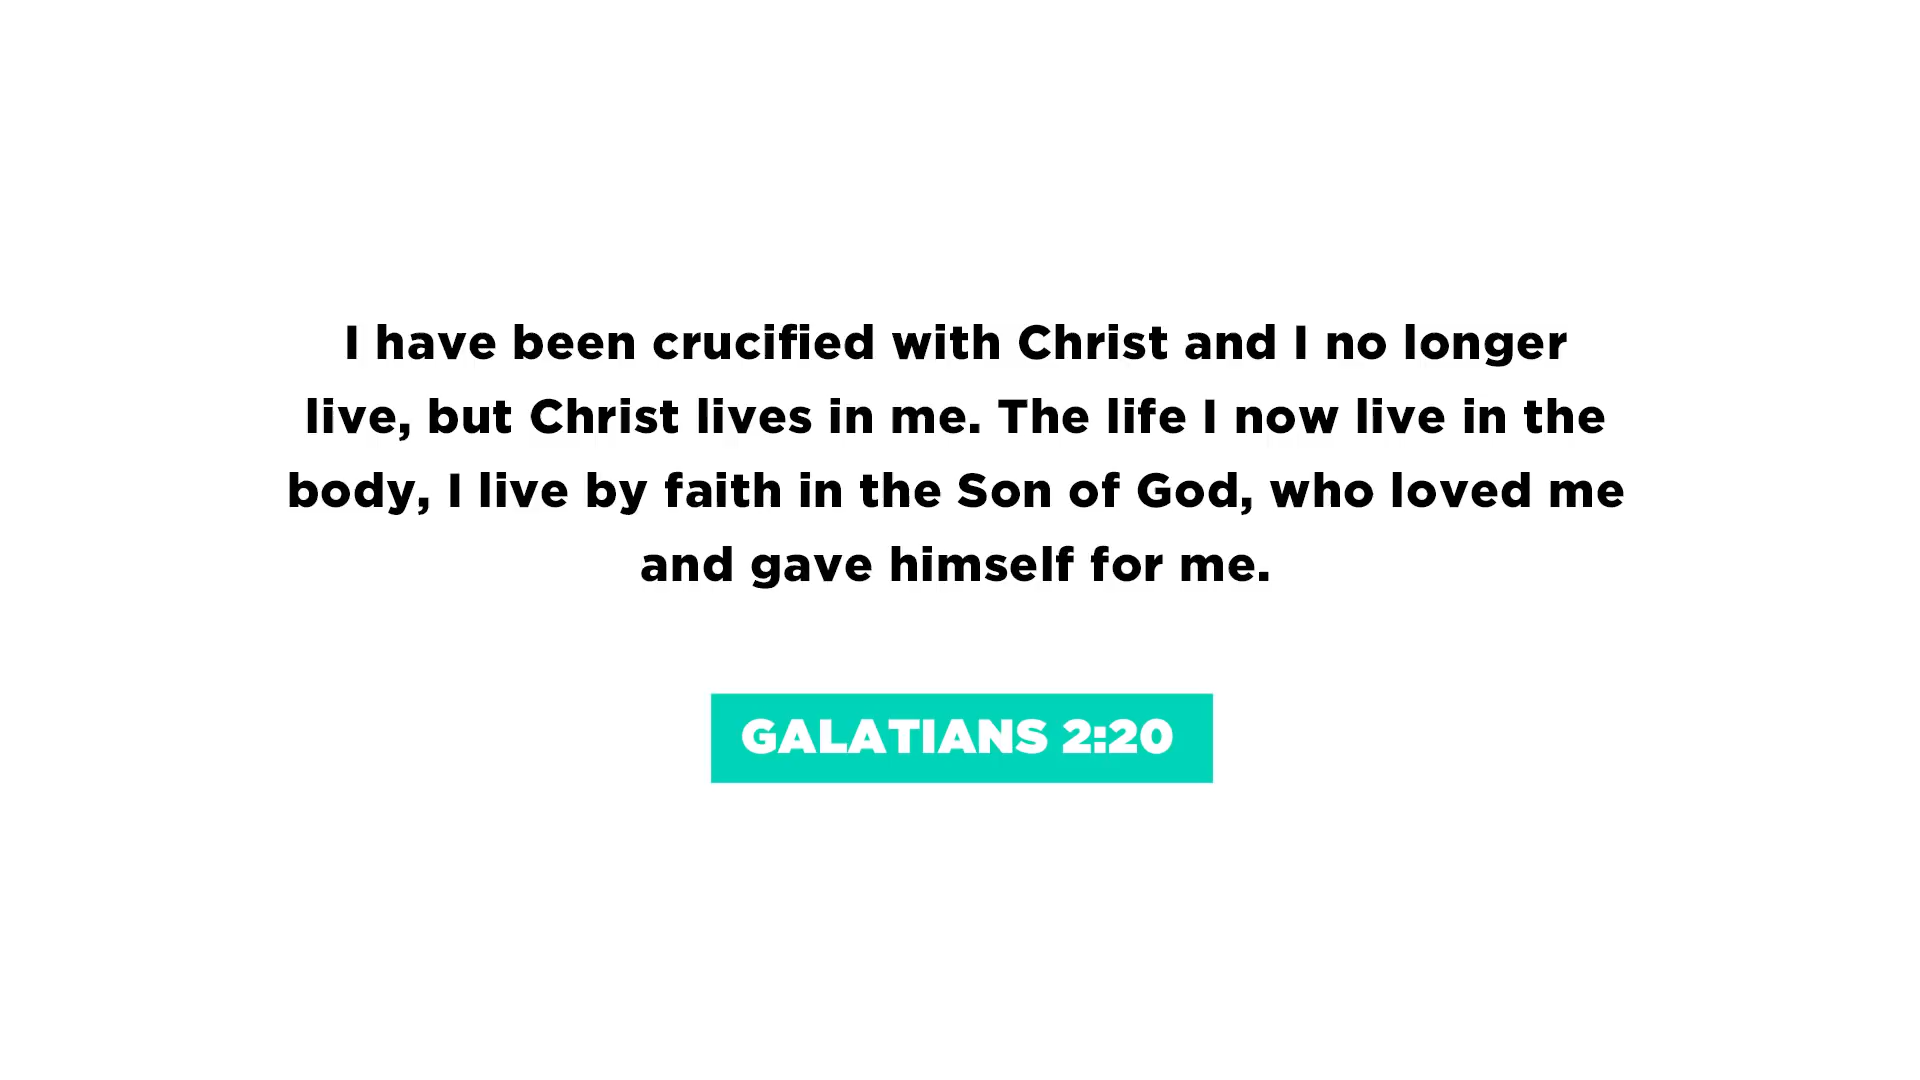 I have been crucified with Christ and I no longer
live, but Christ lives in me. The life I now live in the
body, I live by faith in the Son of God, who loved me
and gave himself for me.
GALATIANS 2:20